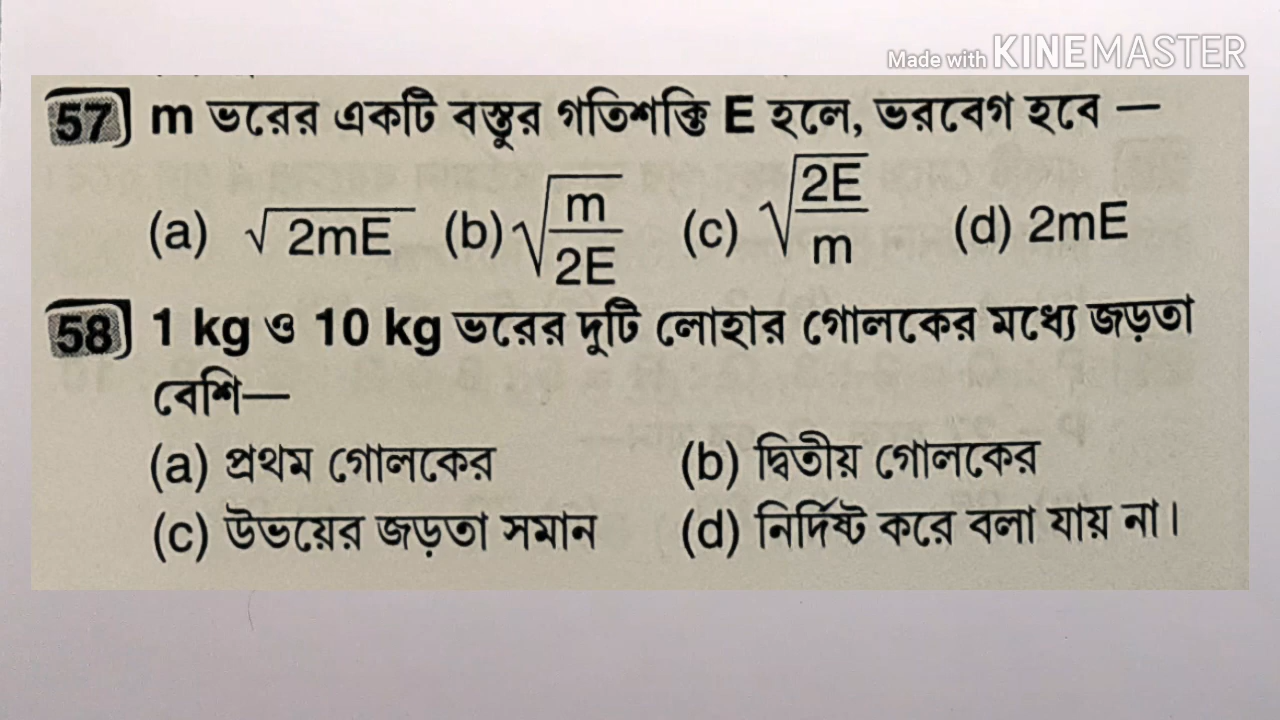 Made with KINEMASTER
57 m ভরের একটি বস্তুর গতিশক্তি E হলে, ভরবেগ হবে —
(a) √2mE (b) √m/2E (c) √2E/m (d) 2mE
58 1 kg ও 10 kg ভরের দুটি লোহার গোলকের মধ্যে জড়তা
বেশি—
(a) প্রথম গোলকের (b) দ্বিতীয় গোলকের
(c) উভয়ের জড়তা সমান (d) নির্দিষ্ট করে বলা যায় না।